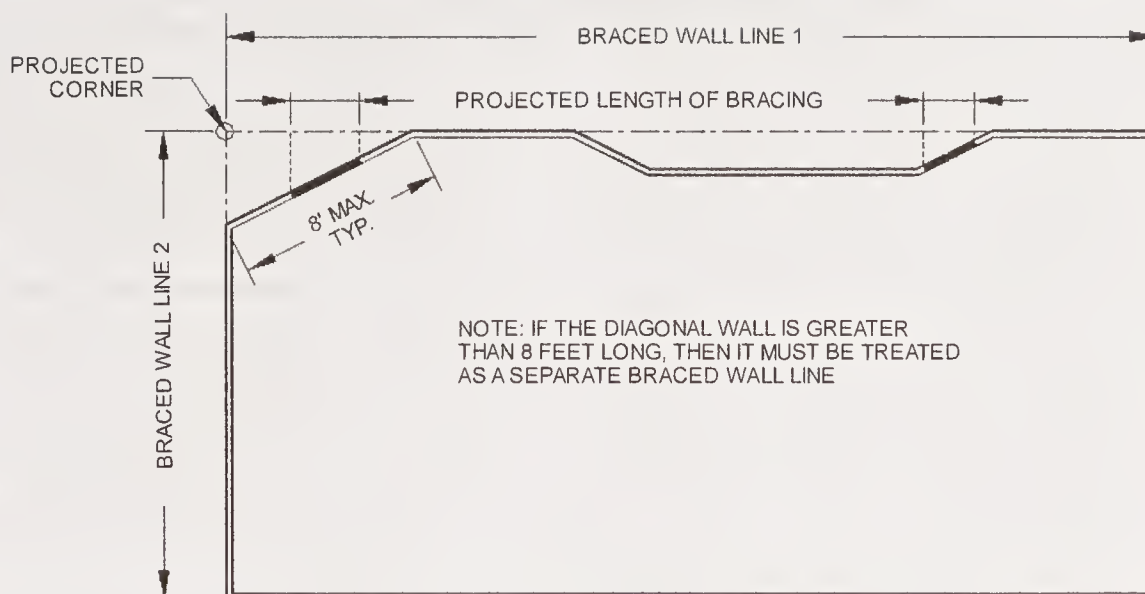 BRACED WALL LINE 1
PROJECTED
CORNER
PROJECTED LENGTH OF BRACING
8' MAX.
TYP.
BRACED WALL LINE 2
NOTE: IF THE DIAGONAL WALL IS GREATER
THAN 8 FEET LONG, THEN IT MUST BE TREATED
AS A SEPARATE BRACED WALL LINE